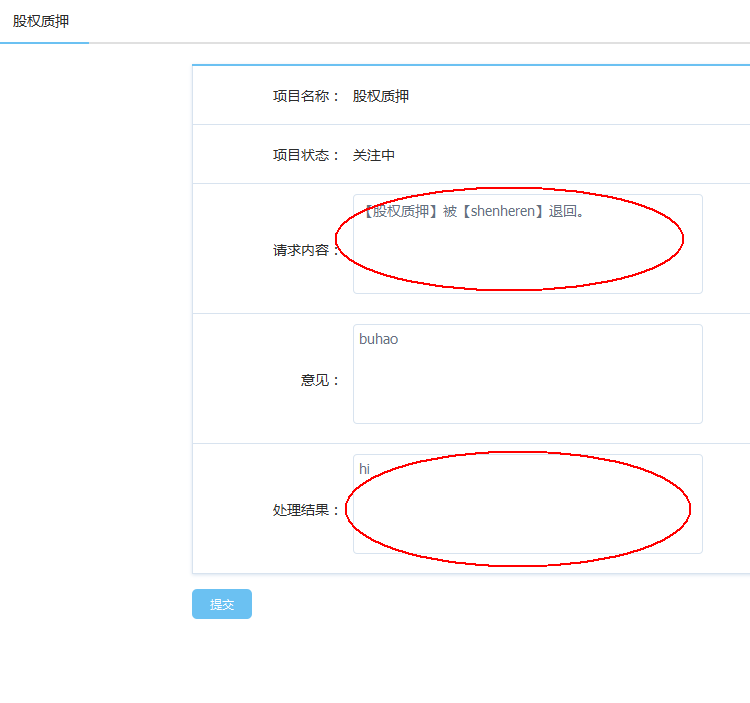 股权质押
项目名称： 股权质押
项目状态： 关注中
请求内容： 【股权质押】被【shenheren】退回。
意见： buhao
处理结果： hi
提交